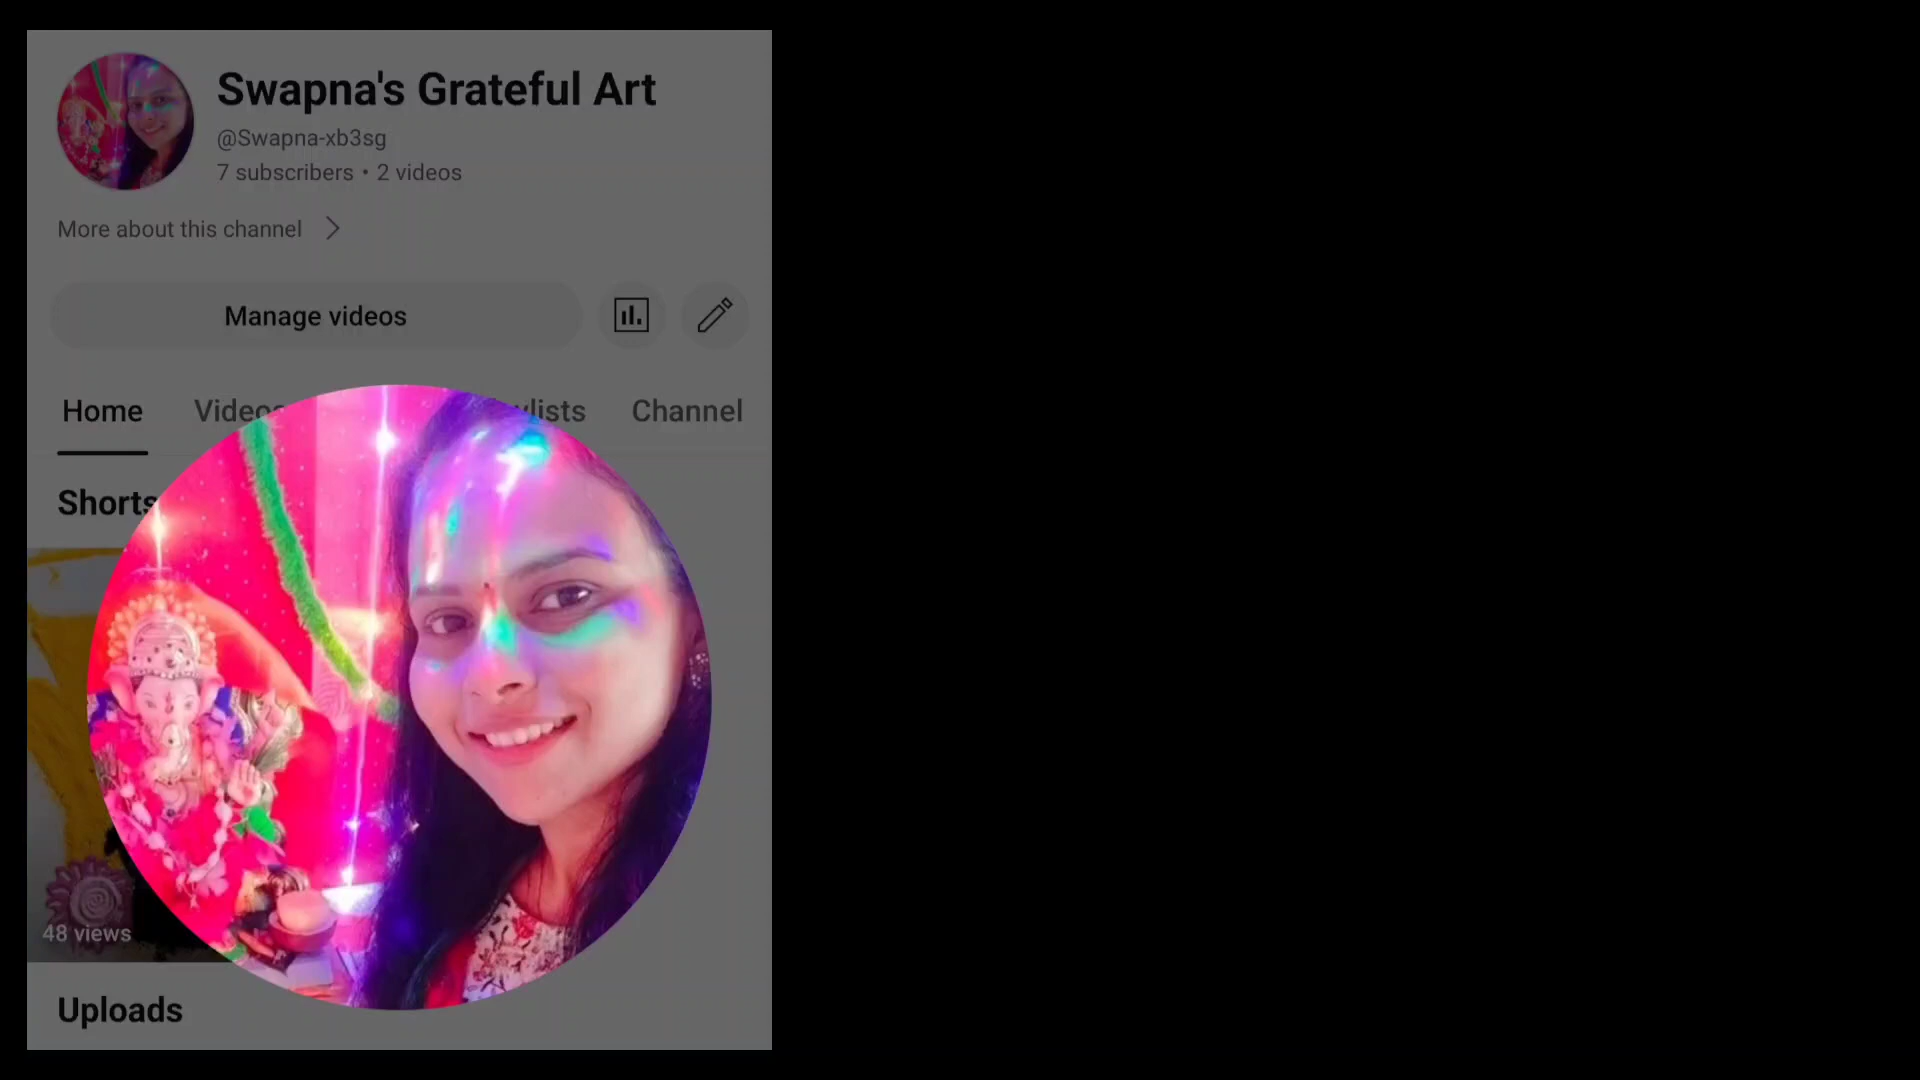 Swapna's Grateful Art
@Swapna-xb3sg
7 subscribers • 2 videos
More about this channel
Manage videos
Home Videos Channel
Shorts
48 views
Uploads